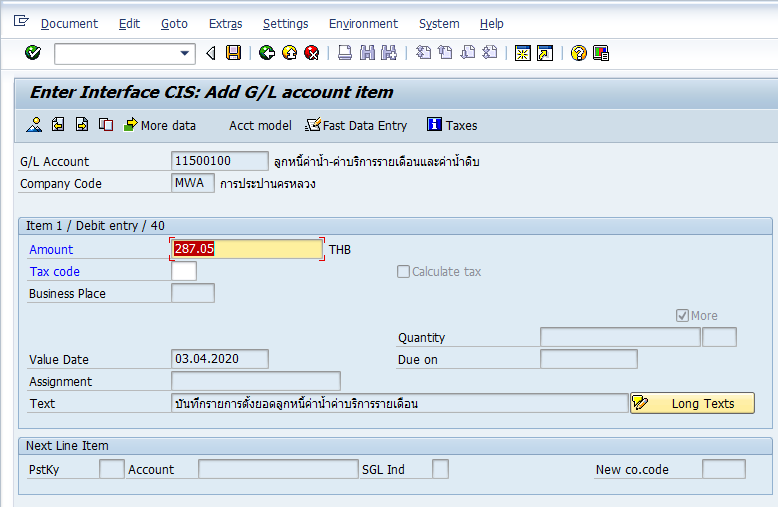 Document Edit Goto Extras Settings Environment System Help
Enter Interface CIS: Add G/L account item
More data Acct model Fast Data Entry Taxes
G/L Account 11500100 ลูกหนี้ค่าน้ำ-ค่าบริการรายเดือนและค่าน้ำดิบ
Company Code MWA การประปานครหลวง
Item 1 / Debit entry / 40
Amount 287.05 THB
Tax code Calculate tax
Business Place
More
Quantity
Value Date 03.04.2020 Due on
Assignment
Text บันทึกรายการตั้งยอดลูกหนี้ค่าน้ำค่าบริการรายเดือน Long Texts
Next Line Item
PstKy Account SGL Ind New co.code